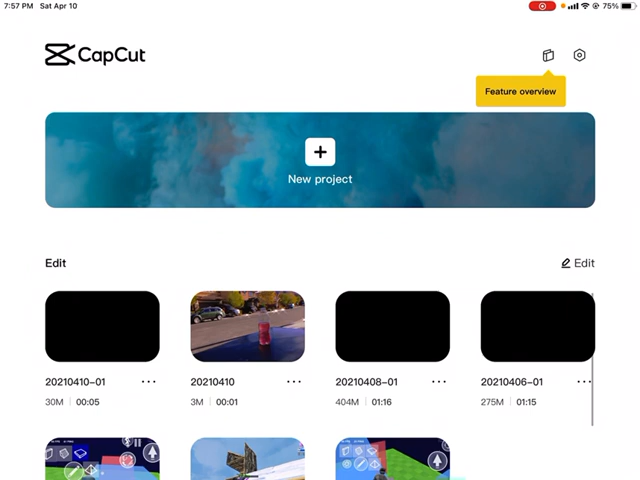 7:57 PM Sat Apr 10
75%
CapCut
Feature overview
New project
Edit
Edit
20210410-01
20210410
20210408-01
20210406-01
30M 00:05
3M 00:01
404M 01:16
275M 01:15